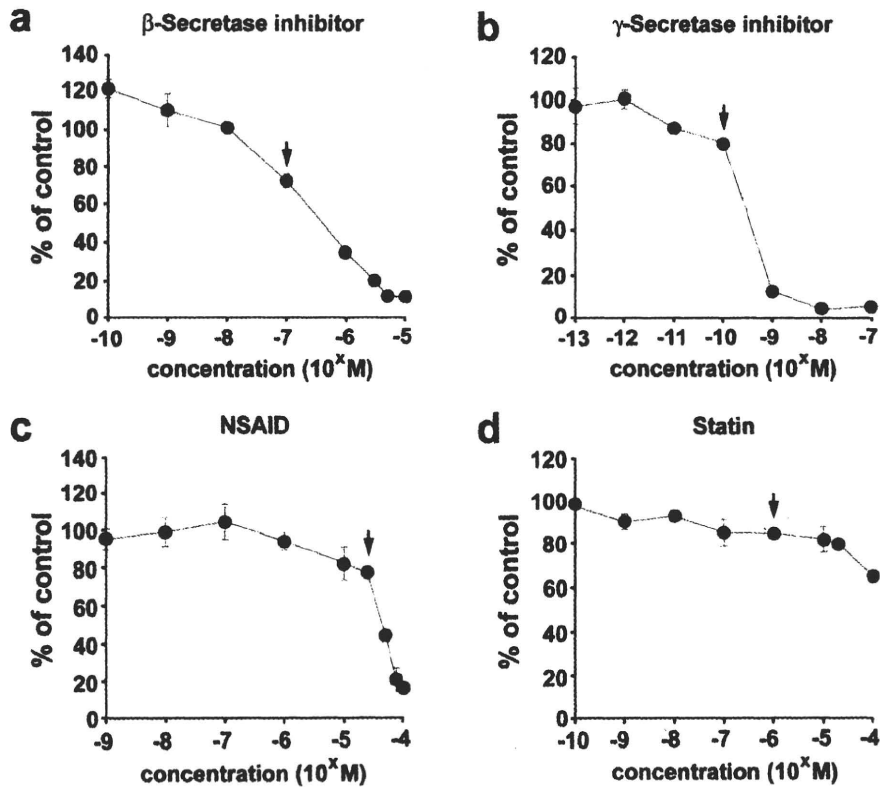 a
β-Secretase inhibitor
140
120
100
80
60
40
20
0
% of control
-10 -9 -8 -7 -6 -5
concentration (10^x M)
b
γ-Secretase inhibitor
120
100
80
60
40
20
0
% of control
-13 -12 -11 -10 -9 -8 -7
concentration (10^x M)
c
NSAID
140
120
100
80
60
40
20
0
% of control
-9 -8 -7 -6 -5 -4
concentration (10^x M)
d
Statin
120
100
80
60
40
20
0
% of control
-10 -9 -8 -7 -6 -5 -4
concentration (10^x M)